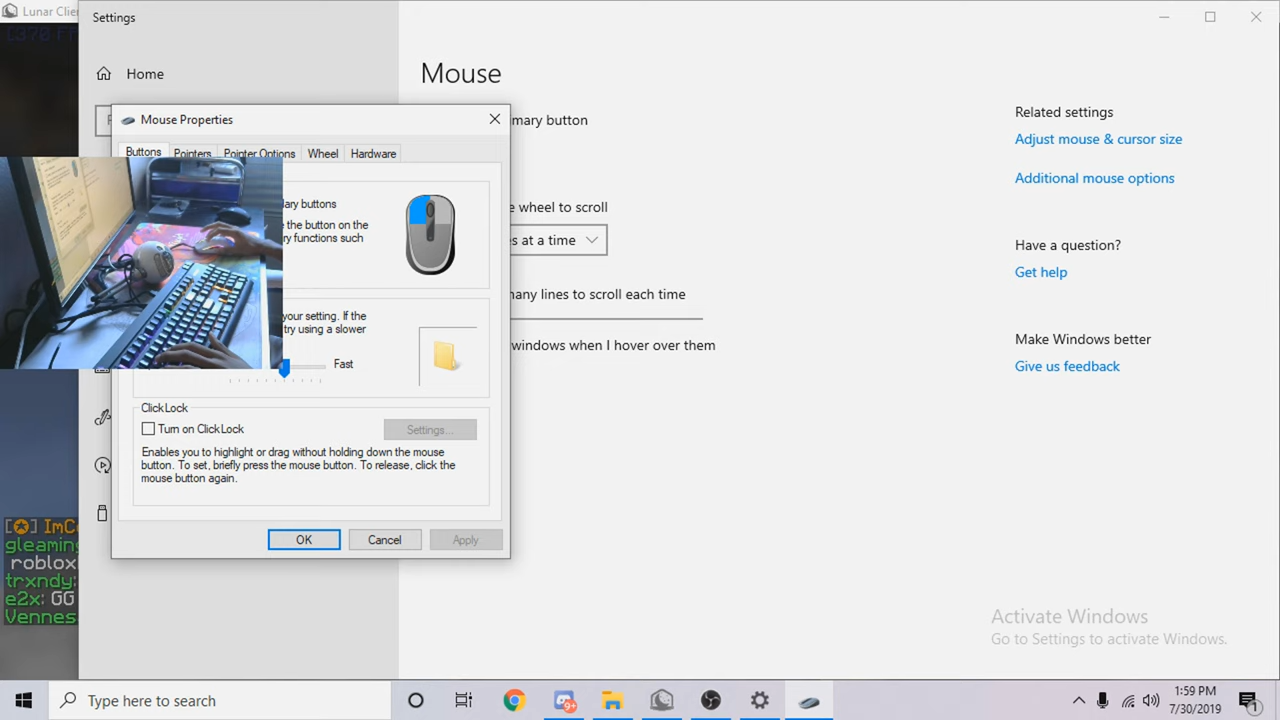 Lunar Clie
Settings
Home
Mouse
Mouse Properties
mary button
Related settings
Adjust mouse & cursor size
Buttons
Pointers
Pointer Options
Wheel
Hardware
Additional mouse options
lary buttons
e the button on the
ry functions such
e wheel to scroll
es at a time
Have a question?
Get help
many lines to scroll each time
your setting. If the
try using a slower
windows when I hover over them
Make Windows better
Give us feedback
Fast
ClickLock
Turn on ClickLock
Settings...
Enables you to highlight or drag without holding down the mouse
button. To set, briefly press the mouse button. To release, click the
mouse button again.
OK
Cancel
Apply
ImC
gleaming
roblox
trxndy:
e2x: GG
Vennes
Activate Windows
Go to Settings to activate Windows.
Type here to search
9+
1:59 PM
7/30/2019
1